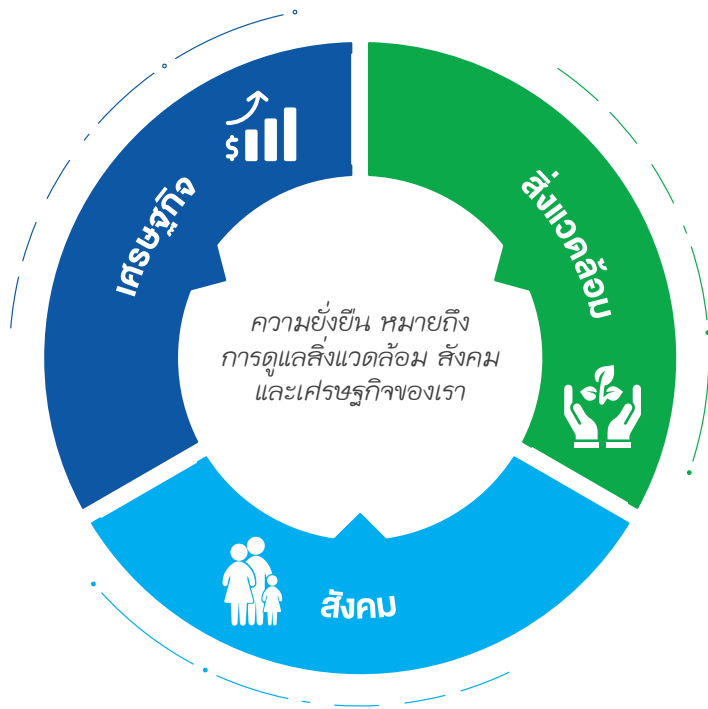 เศรษฐกิจ
สิ่งแวดล้อม
ความยั่งยืน หมายถึง
การดูแลสิ่งแวดล้อม สังคม
และเศรษฐกิจของเรา
สังคม